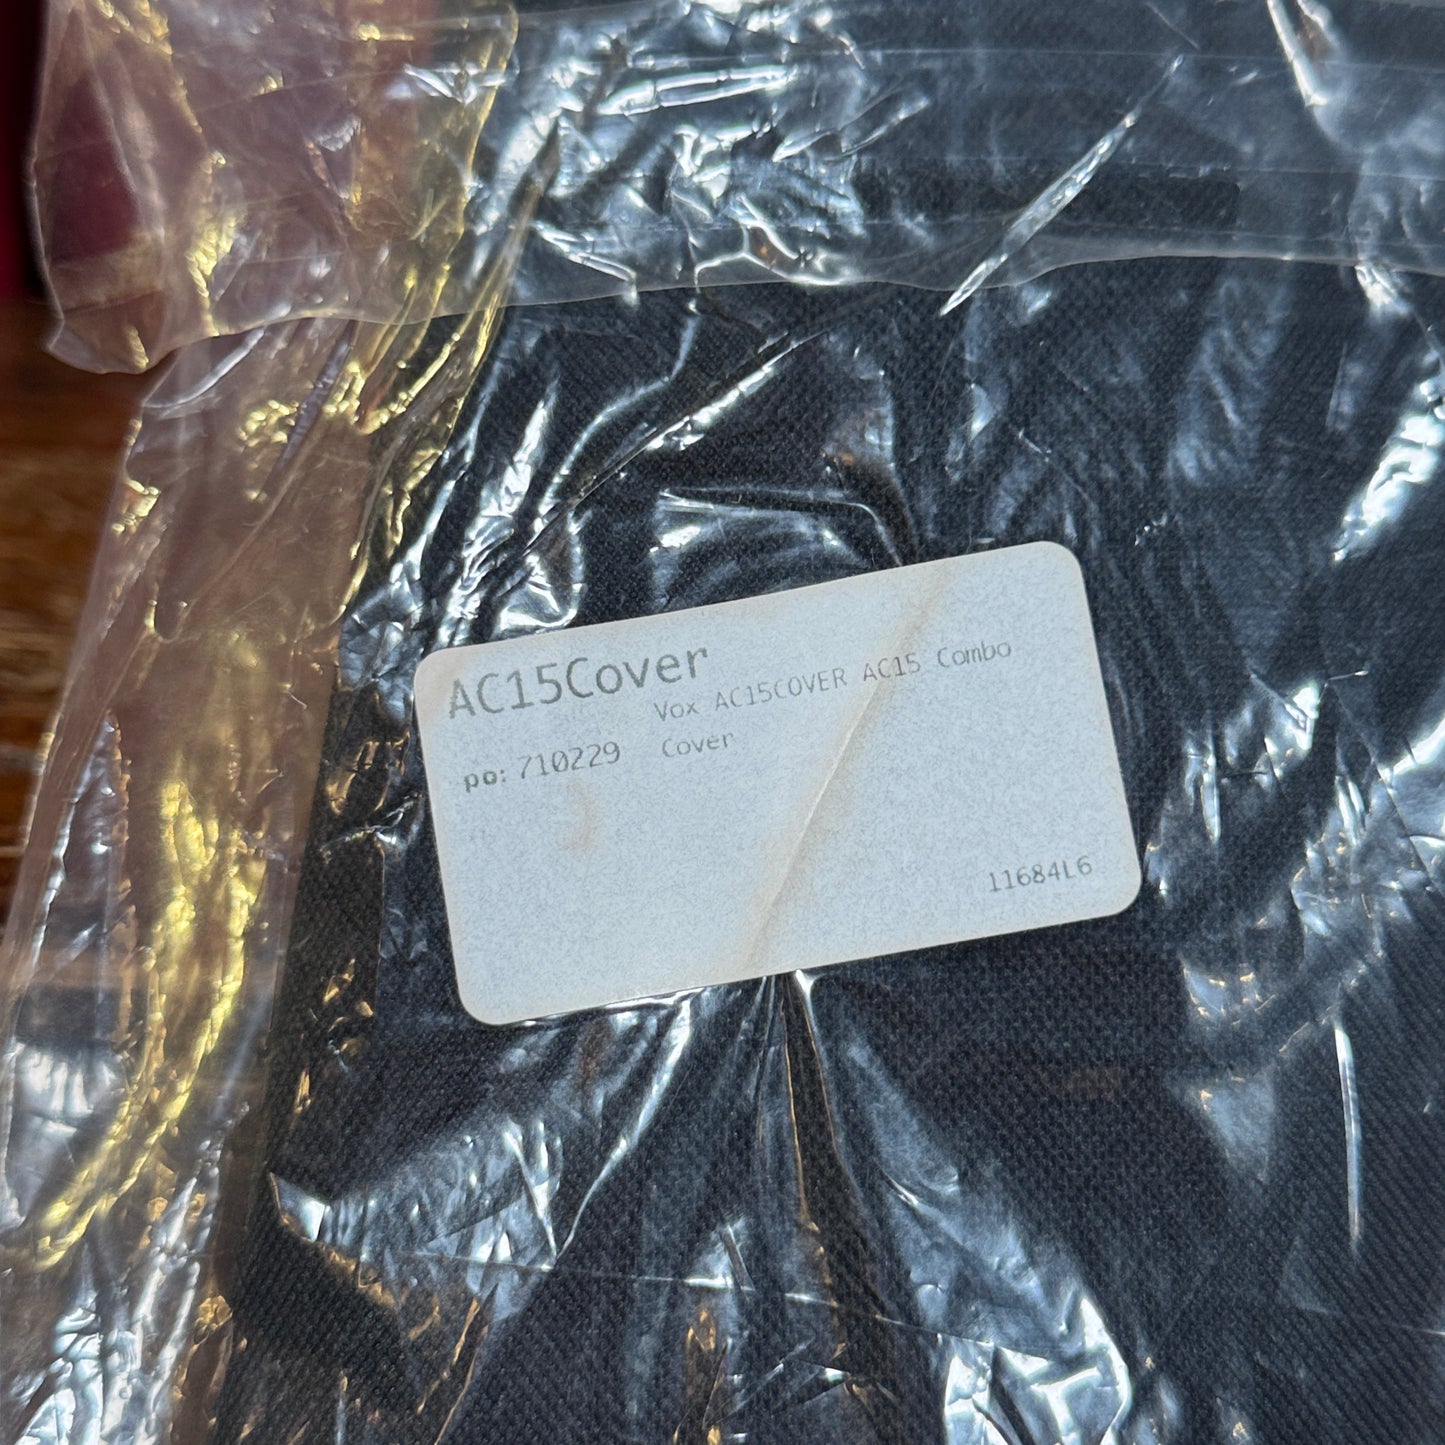 AC15Cover
Vox AC15COVER AC15 Combo
Cover
po: 710229
11684L6